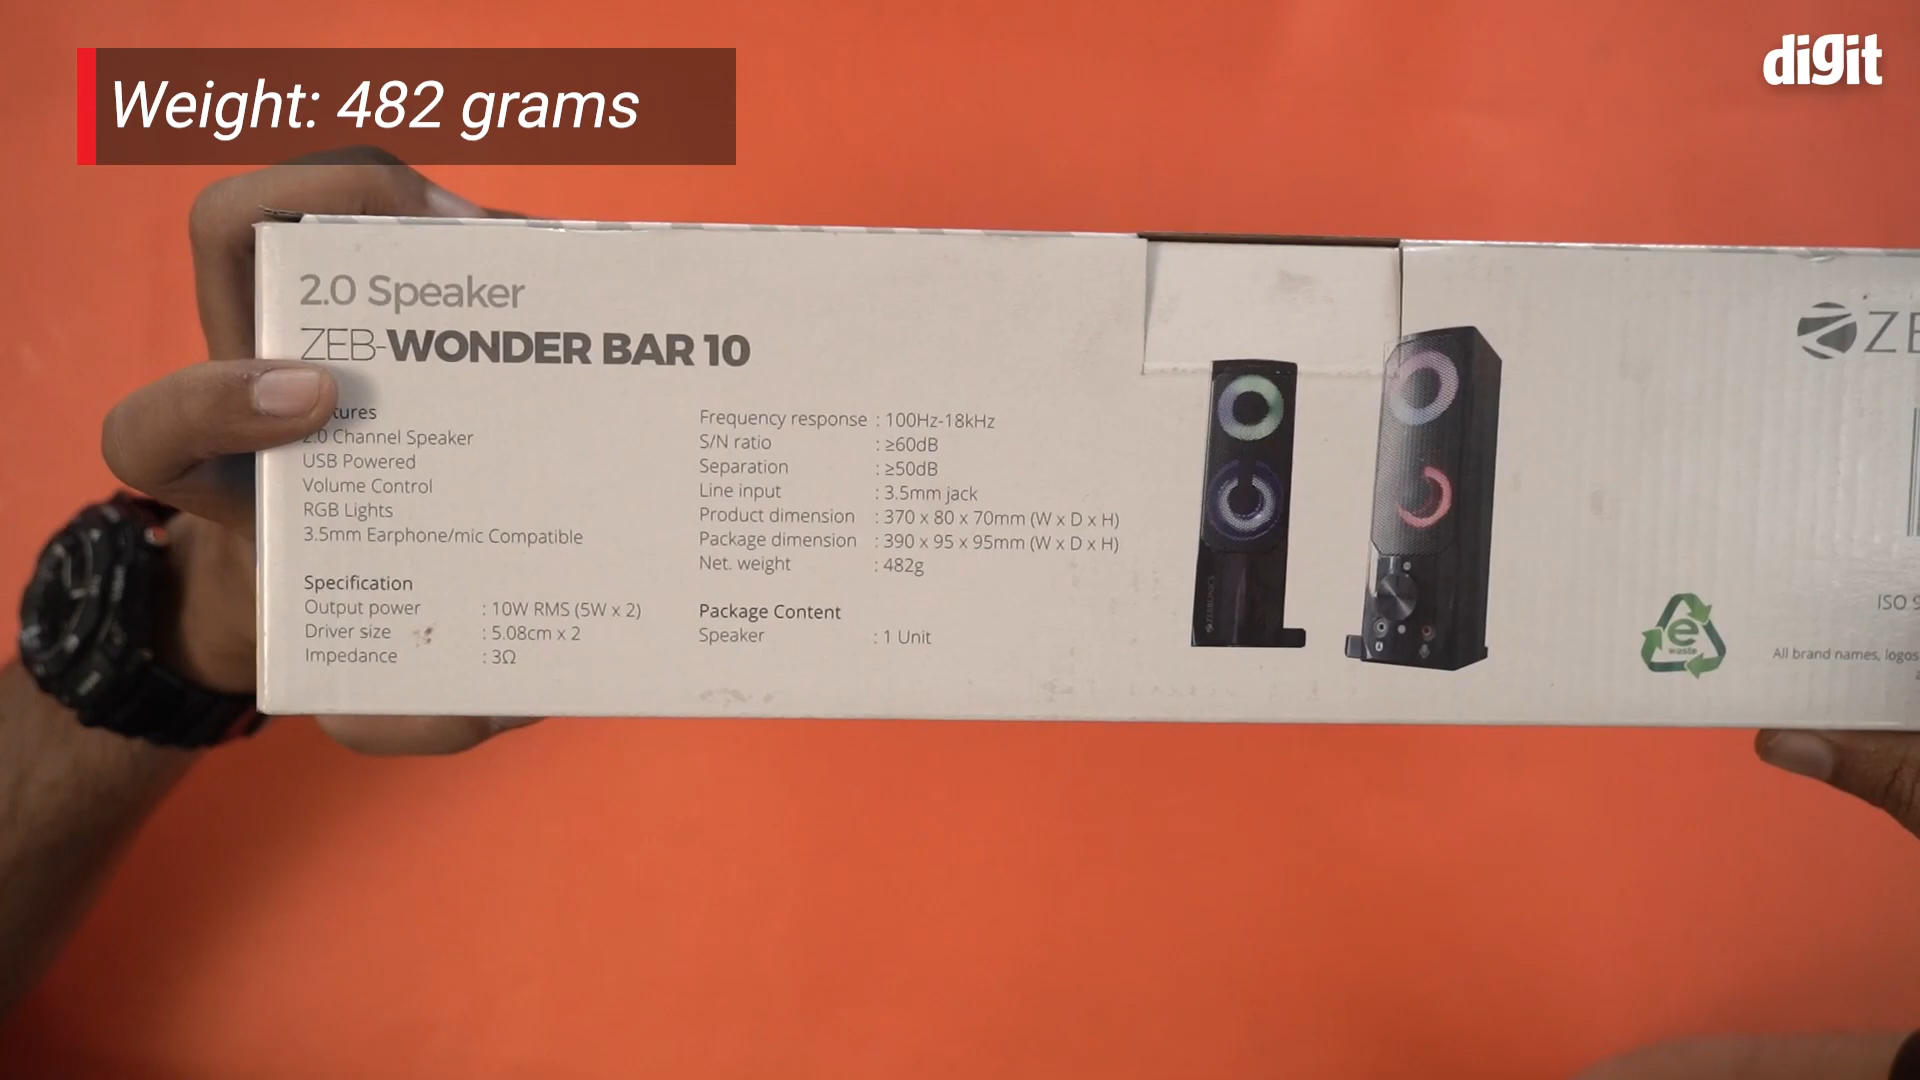 Weight: 482 grams
digit
2.0 Speaker
ZEB-WONDER BAR 10
2.0 Channel Speaker
USB Powered
Volume Control
RGB Lights
3.5mm Earphone/mic Compatible
Specification
Output power : 10W RMS (5W x 2)
Driver size : 5.08cm x 2
Impedance : 3Ω
Frequency response : 100Hz-18kHz
S/N ratio : ≥60dB
Separation : ≥50dB
Line input : 3.5mm jack
Product dimension : 370 x 80 x 70mm (W x D x H)
Package dimension : 390 x 95 x 95mm (W x D x H)
Net. weight : 482g
Package Content
Speaker : 1 Unit
ZEBRONICS
e
waste
ISO
All brand names, logos